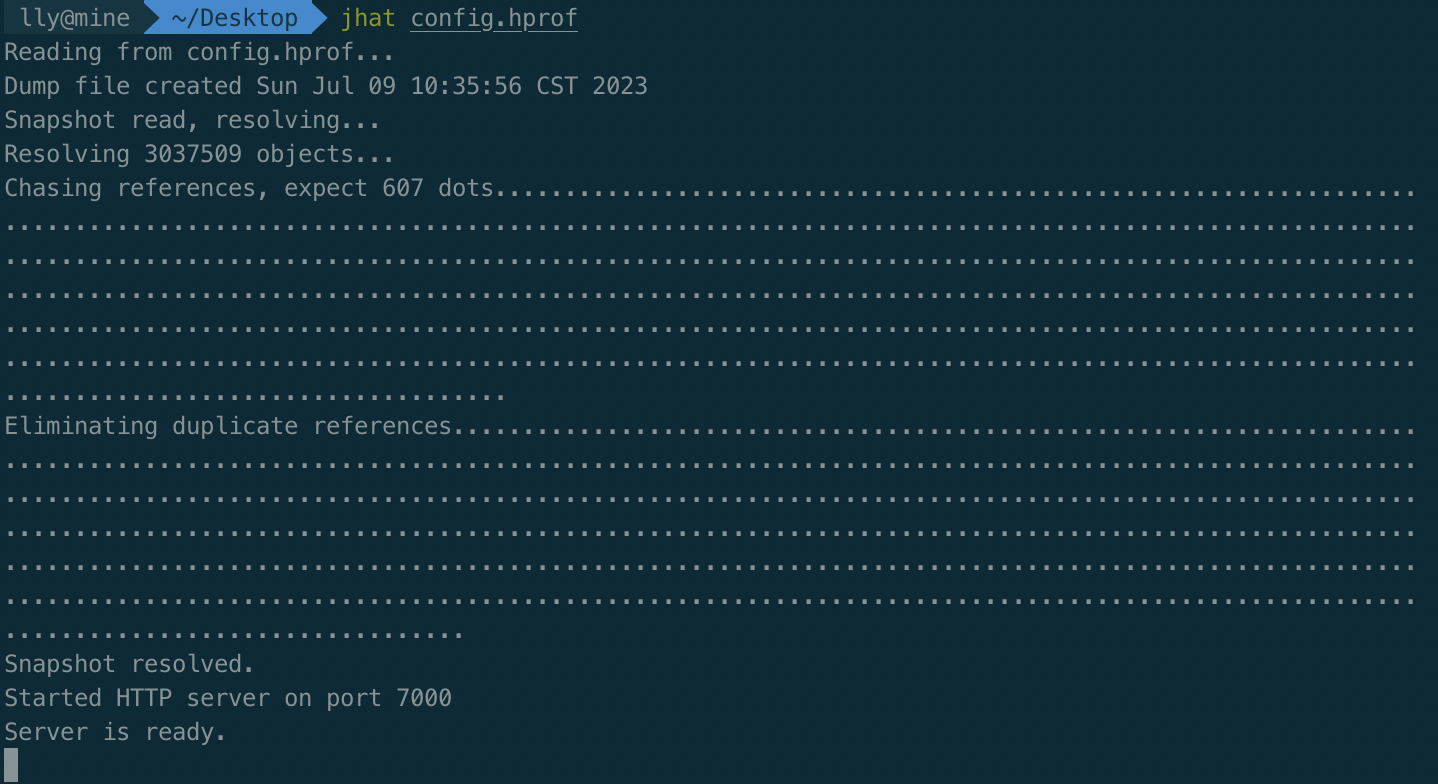 lly@mine ~/Desktop jhat config.hprof
Reading from config.hprof...
Dump file created Sun Jul 09 10:35:56 CST 2023
Snapshot read, resolving...
Resolving 3037509 objects...
Chasing references, expect 607 dots..................................................................
.....................................................................................................
.....................................................................................................
.....................................................................................................
.....................................................................................................
.....................................................................................................
....................................
Eliminating duplicate references.....................................................................
.....................................................................................................
.....................................................................................................
.....................................................................................................
.....................................................................................................
.....................................................................................................
.................................
Snapshot resolved.
Started HTTP server on port 7000
Server is ready.